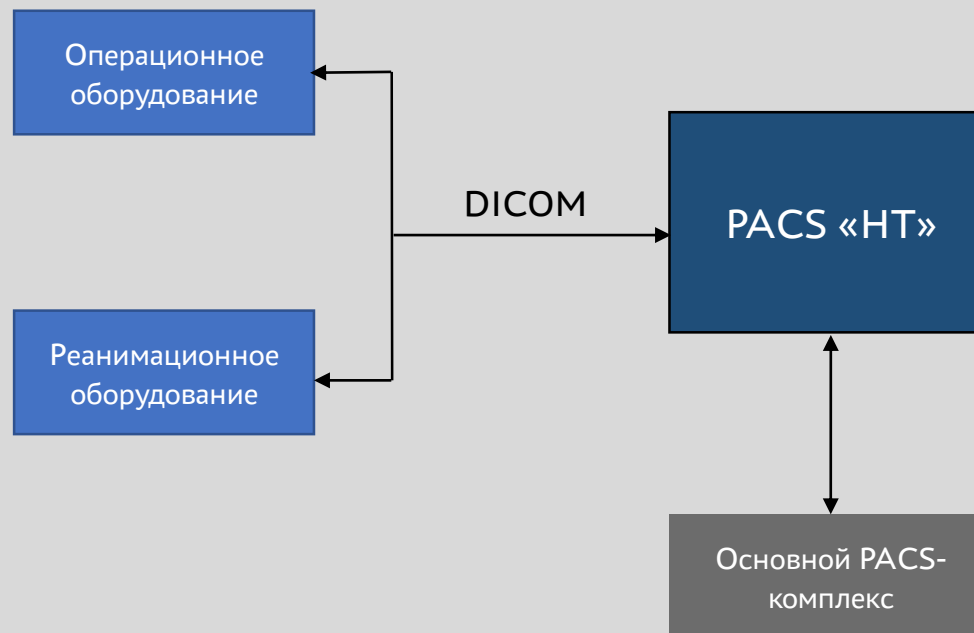 Операционное
оборудование
DICOM
PACS «НТ»
Реанимационное
оборудование
Основной PACS-
комплекс